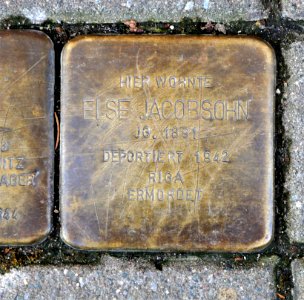 HIER WOHNTE
ELSE JACOBSOHN
JG. 1891
DEPORTIERT 1942
RIGA
ERMORDET